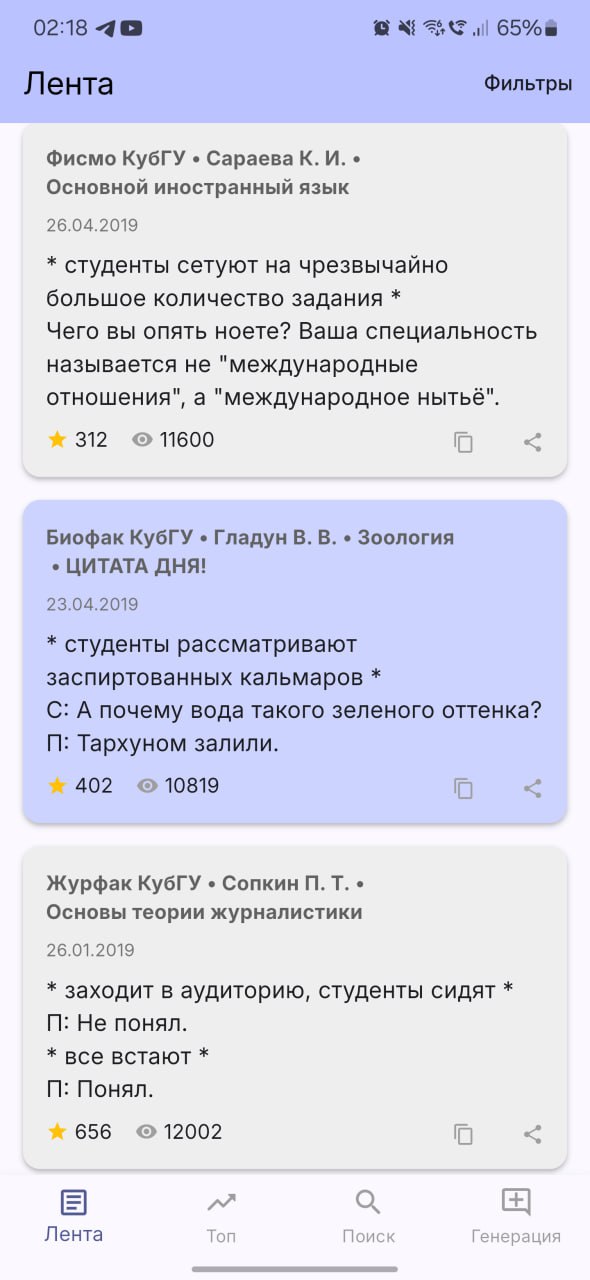 02:18
65%
Лента
Фильтры
Фисмо КубГУ • Сараева К. И. •
Основной иностранный язык
26.04.2019
* студенты сетуют на чрезвычайно
большое количество задания *
Чего вы опять ноете? Ваша специальность
называется не "международные
отношения", а "международное нытьё".
312
11600
Биофак КубГУ • Гладун В. В. • Зоология
• ЦИТАТА ДНЯ!
23.04.2019
* студенты рассматривают
заспиртованных кальмаров *
С: А почему вода такого зеленого оттенка?
П: Тархуном залили.
402
10819
Журфак КубГУ • Сопкин П. Т. •
Основы теории журналистики
26.01.2019
* заходит в аудиторию, студенты сидят *
П: Не понял.
* все встают *
П: Понял.
656
12002
Лента
Топ
Поиск
Генерация